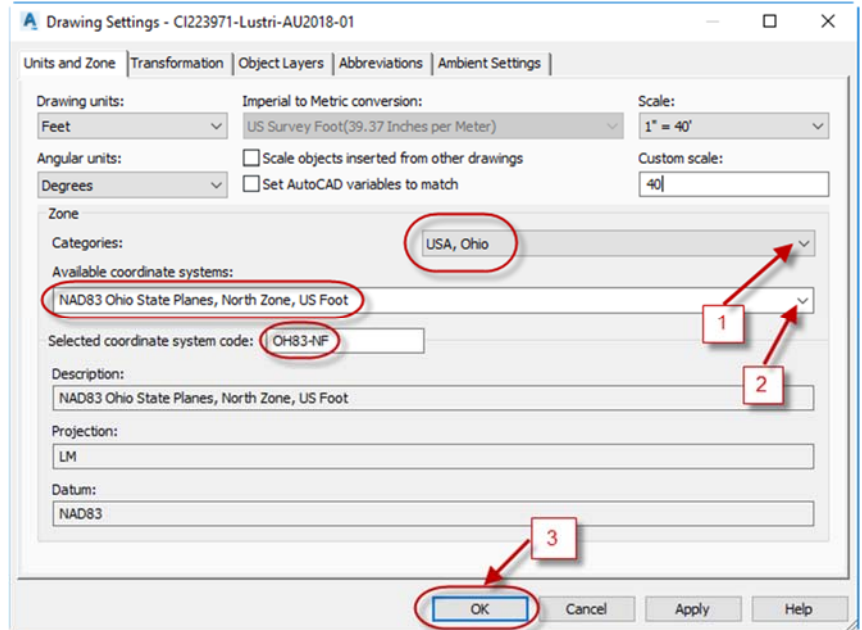 Drawing Settings - CI223971-Lustri-AU2018-01
Units and Zone Transformation Object Layers Abbreviations Ambient Settings
Drawing units: Imperial to Metric conversion: Scale:
Feet US Survey Foot(39.37 Inches per Meter) 1" = 40'
Angular units: Scale objects inserted from other drawings Custom scale:
Degrees Set AutoCAD variables to match 40
Zone
Categories: USA, Ohio
Available coordinate systems:
NAD83 Ohio State Planes, North Zone, US Foot
1
Selected coordinate system code: OH83-NF
2
Description:
NAD83 Ohio State Planes, North Zone, US Foot
Projection:
LM
Datum:
NAD83
3
OK Cancel Apply Help